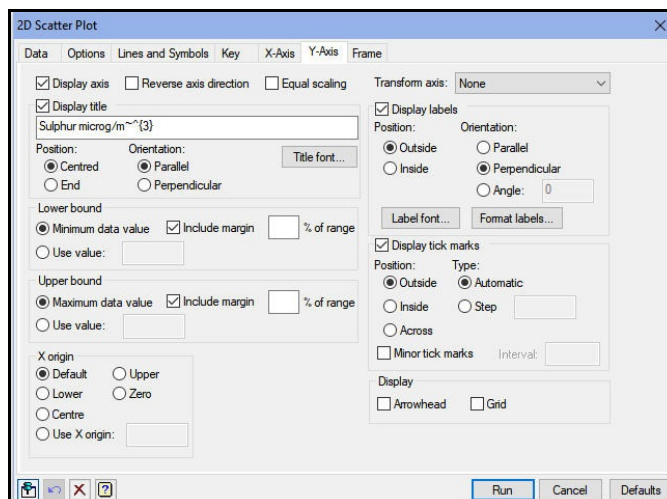 2D Scatter Plot
Data Options Lines and Symbols Key X-Axis Y-Axis Frame
Display axis Reverse axis direction Equal scaling
Transform axis: None
Display title
Sulphur microg/m~^{3}
Position: Orientation:
Centred Parallel
End Perpendicular
Title font...
Lower bound
Minimum data value Include margin % of range
Use value:
Upper bound
Maximum data value Include margin % of range
Use value:
X origin
Default Upper
Lower Zero
Centre
Use X origin:
Display labels
Position: Orientation:
Outside Parallel
Inside Perpendicular
Angle: 0
Label font... Format labels...
Display tick marks
Position: Type:
Outside Automatic
Inside Step
Across
Minor tick marks Interval:
Display
Arrowhead Grid
Run Cancel Defaults